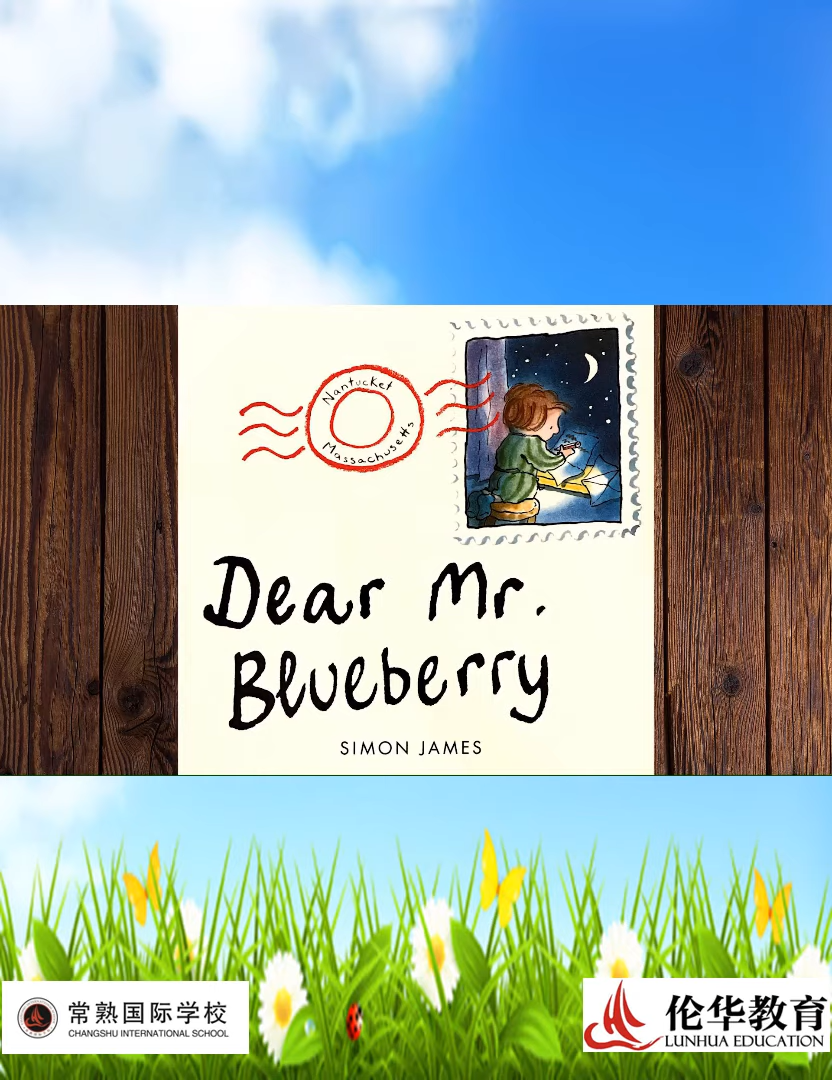 Nantucket
Massachusetts
Dear Mr.
Blueberry
SIMON JAMES
常熟国际学校
CHANGSHU INTERNATIONAL SCHOOL
伦华教育
LUNHUA EDUCATION